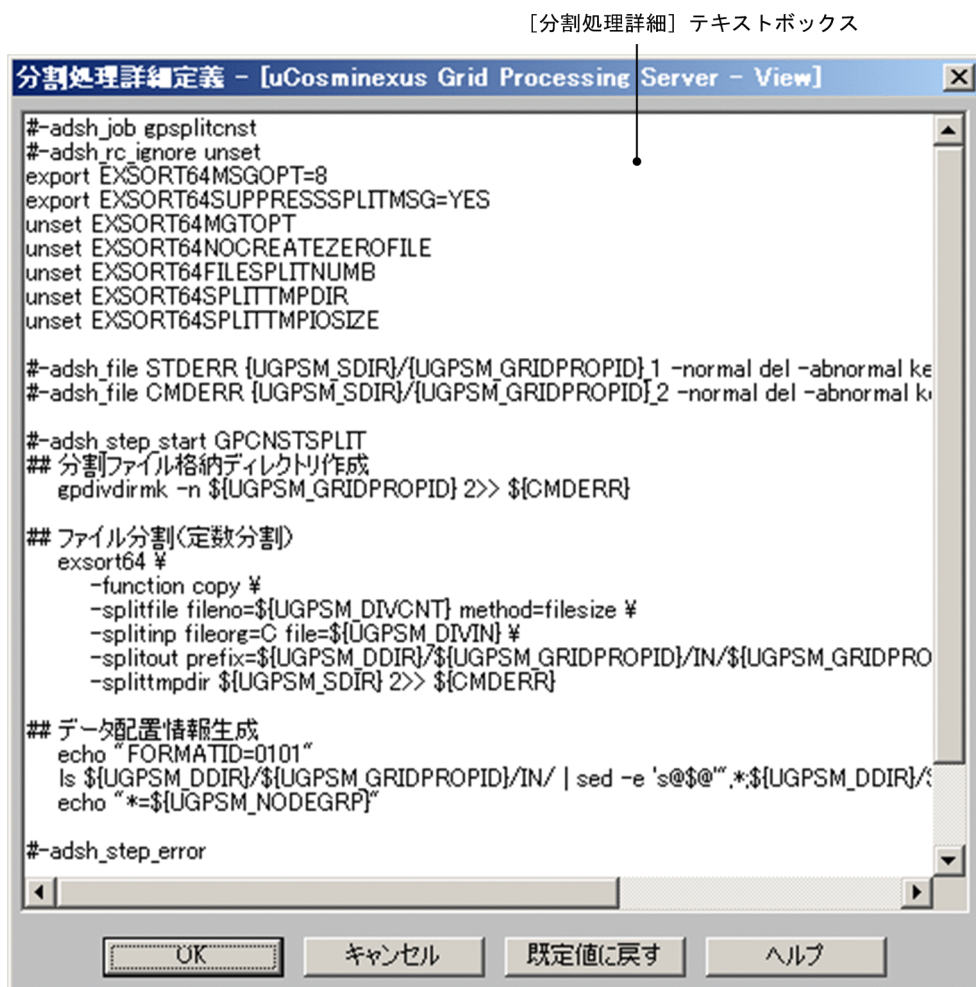 ［分割処理詳細］テキストボックス
分割処理詳細定義 - [uCosminexus Grid Processing Server - View]
#-adsh_job gpsplitcnst
#-adsh_rc_ignore unset
export EXSORT64MSGOPT=8
export EXSORT64SUPPRESSSPLITMSG=YES
unset EXSORT64MGTOPT
unset EXSORT64NOCREATEZEROFILE
unset EXSORT64FILESPLITNUMB
unset EXSORT64SPLITTMPDIR
unset EXSORT64SPLITTMPIOSIZE
#-adsh_file STDERR {UGPSM_SDIR}/{UGPSM_GRIDPROPID}_1 -normal del -abnormal ke
#-adsh_file CMDERR {UGPSM_SDIR}/{UGPSM_GRIDPROPID}_2 -normal del -abnormal k
#-adsh_step_start GPCNSTSPLIT
## 分割ファイル格納ディレクトリ作成
gpdivdirmk -n ${UGPSM_GRIDPROPID} 2>> ${CMDERR}
## ファイル分割(定数分割)
exsort64 ¥
-function copy ¥
-splitfile fileno=${UGPSM_DIVCNT} method=filesize ¥
-splitinp fileorg=C file=${UGPSM_DIVIN} ¥
-splitout prefix=${UGPSM_DDIR}/${UGPSM_GRIDPROPID}/IN/${UGPSM_GRIDPRO
-splittmpdir ${UGPSM_SDIR} 2>> ${CMDERR}
## データ配置情報生成
echo "FORMATID=0101"
ls ${UGPSM_DDIR}/${UGPSM_GRIDPROPID}/IN/ | sed -e 's@$@'",*;${UGPSM_DDIR}/
echo "*=${UGPSM_NODEGRP}"
#-adsh_step_error
OK キャンセル 既定値に戻す ヘルプ